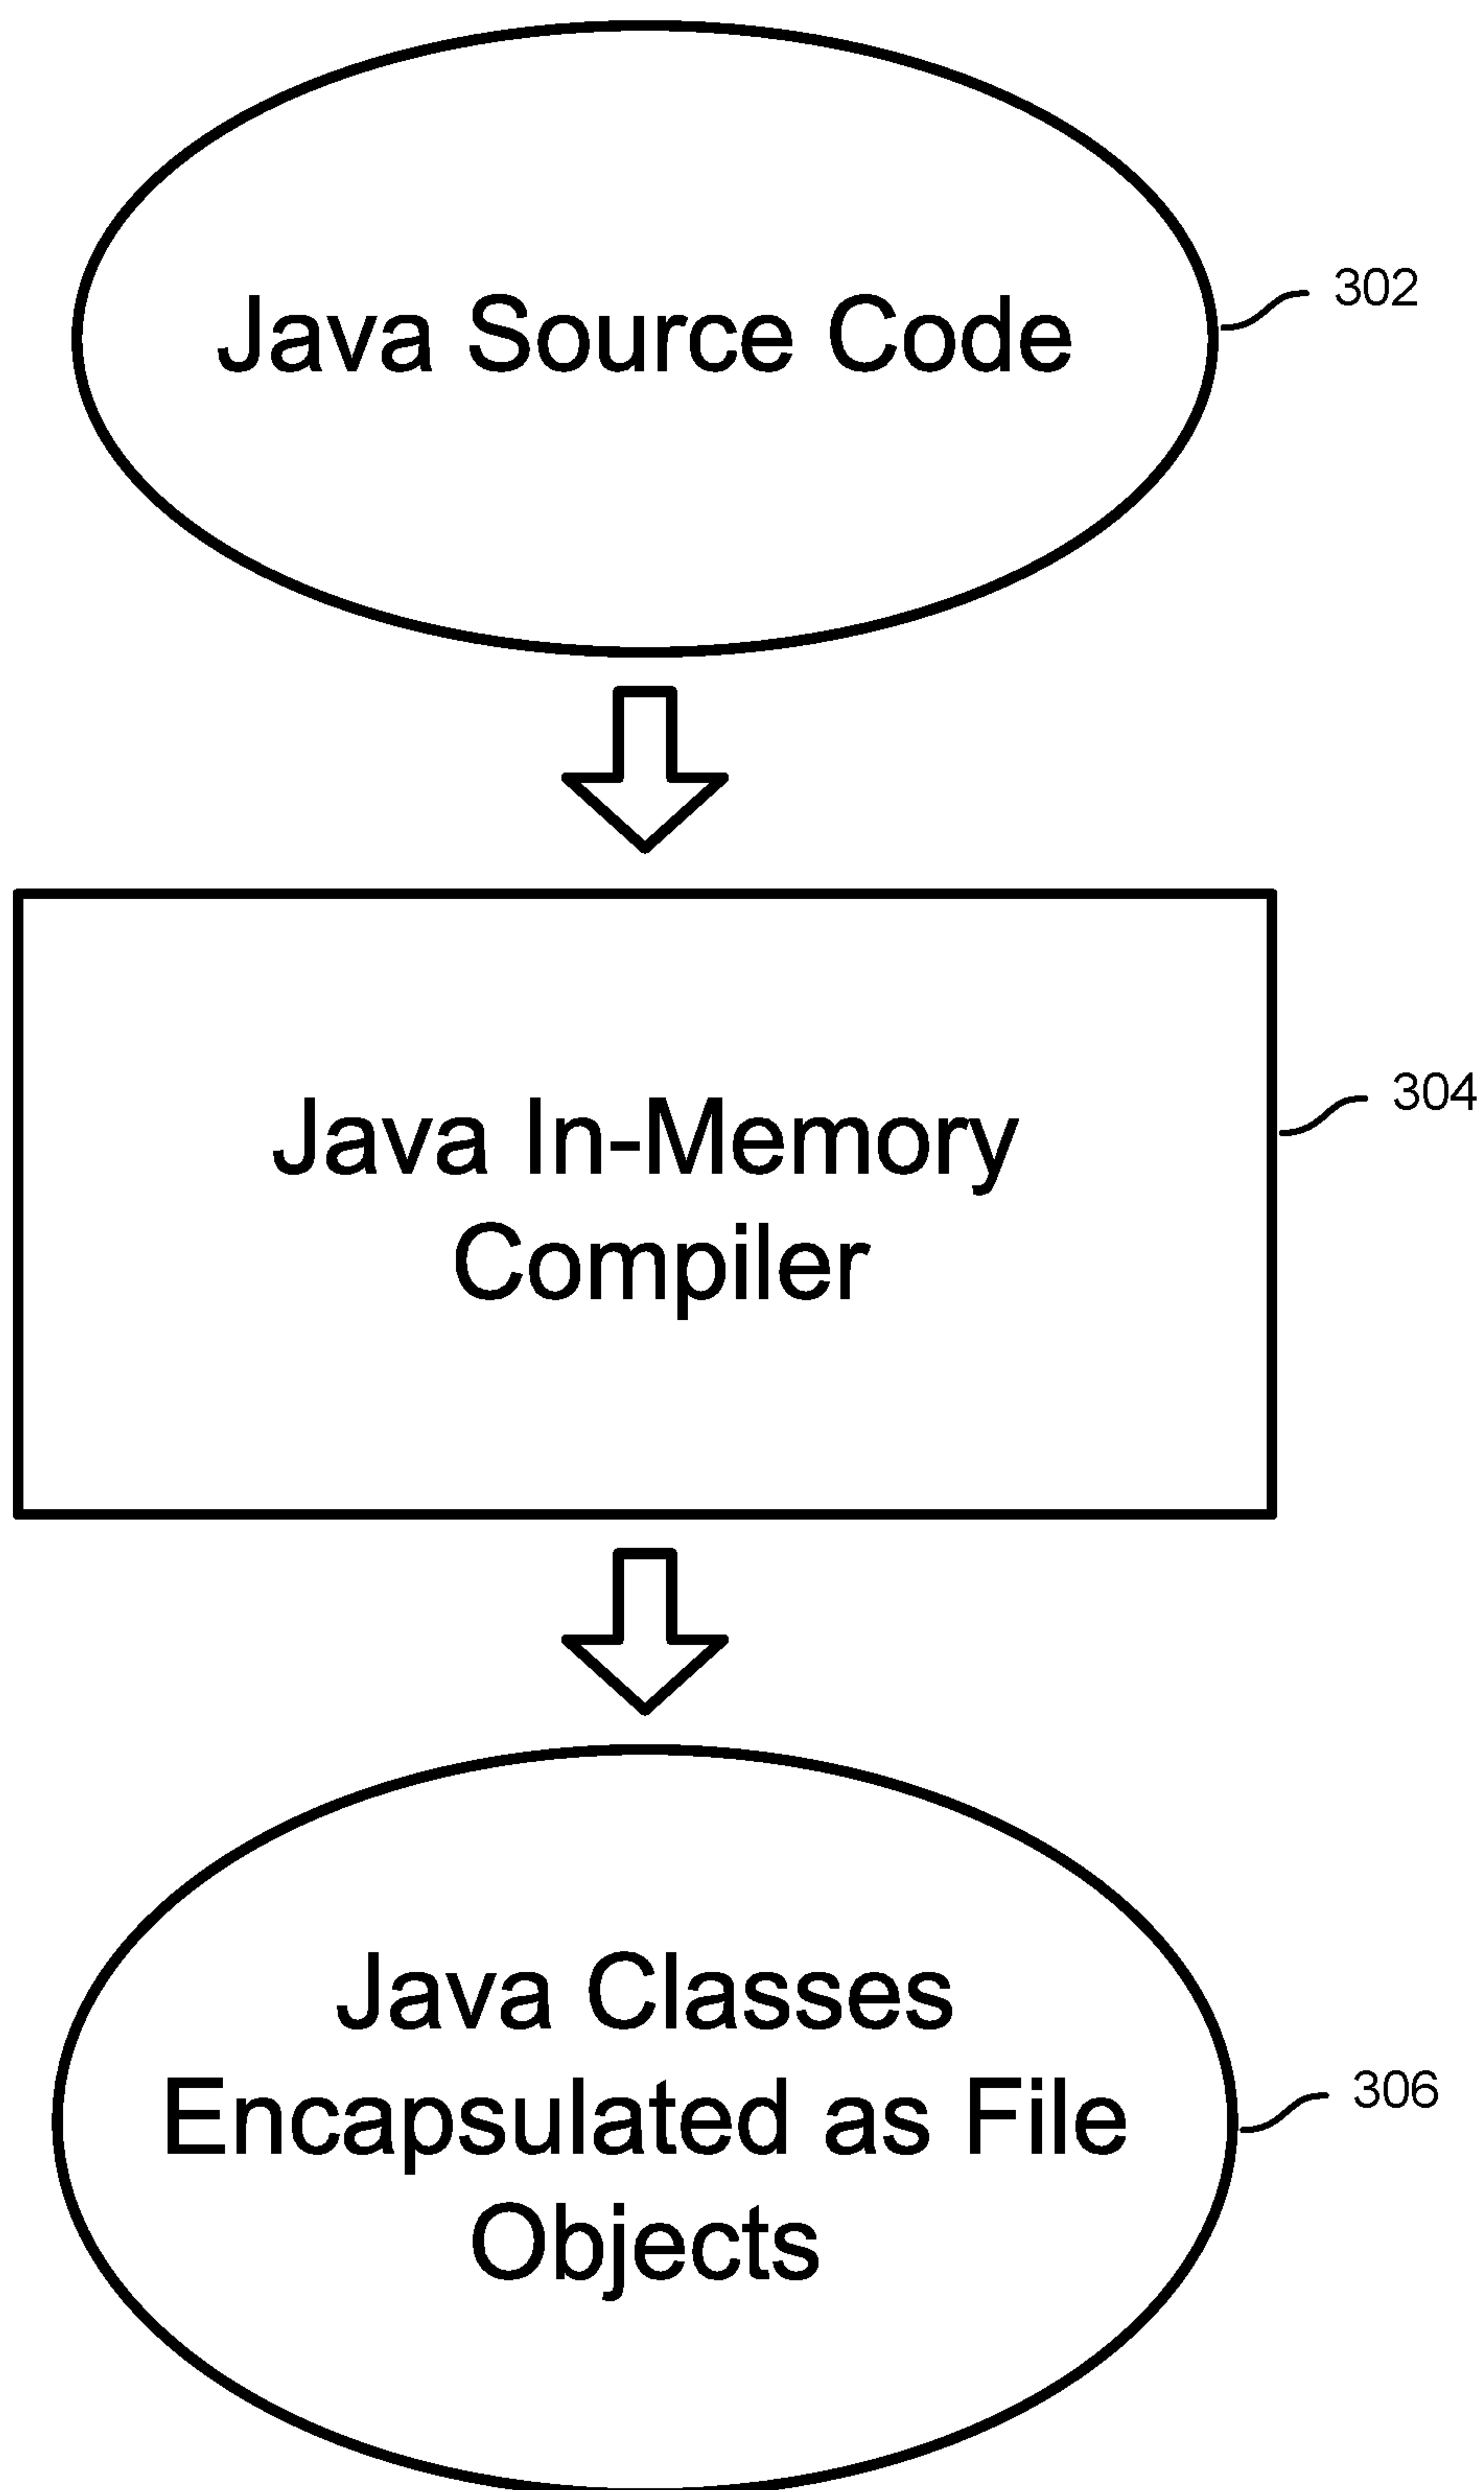 Java Source Code
302
Java In-Memory
Compiler
304
Java Classes
Encapsulated as File
Objects
306